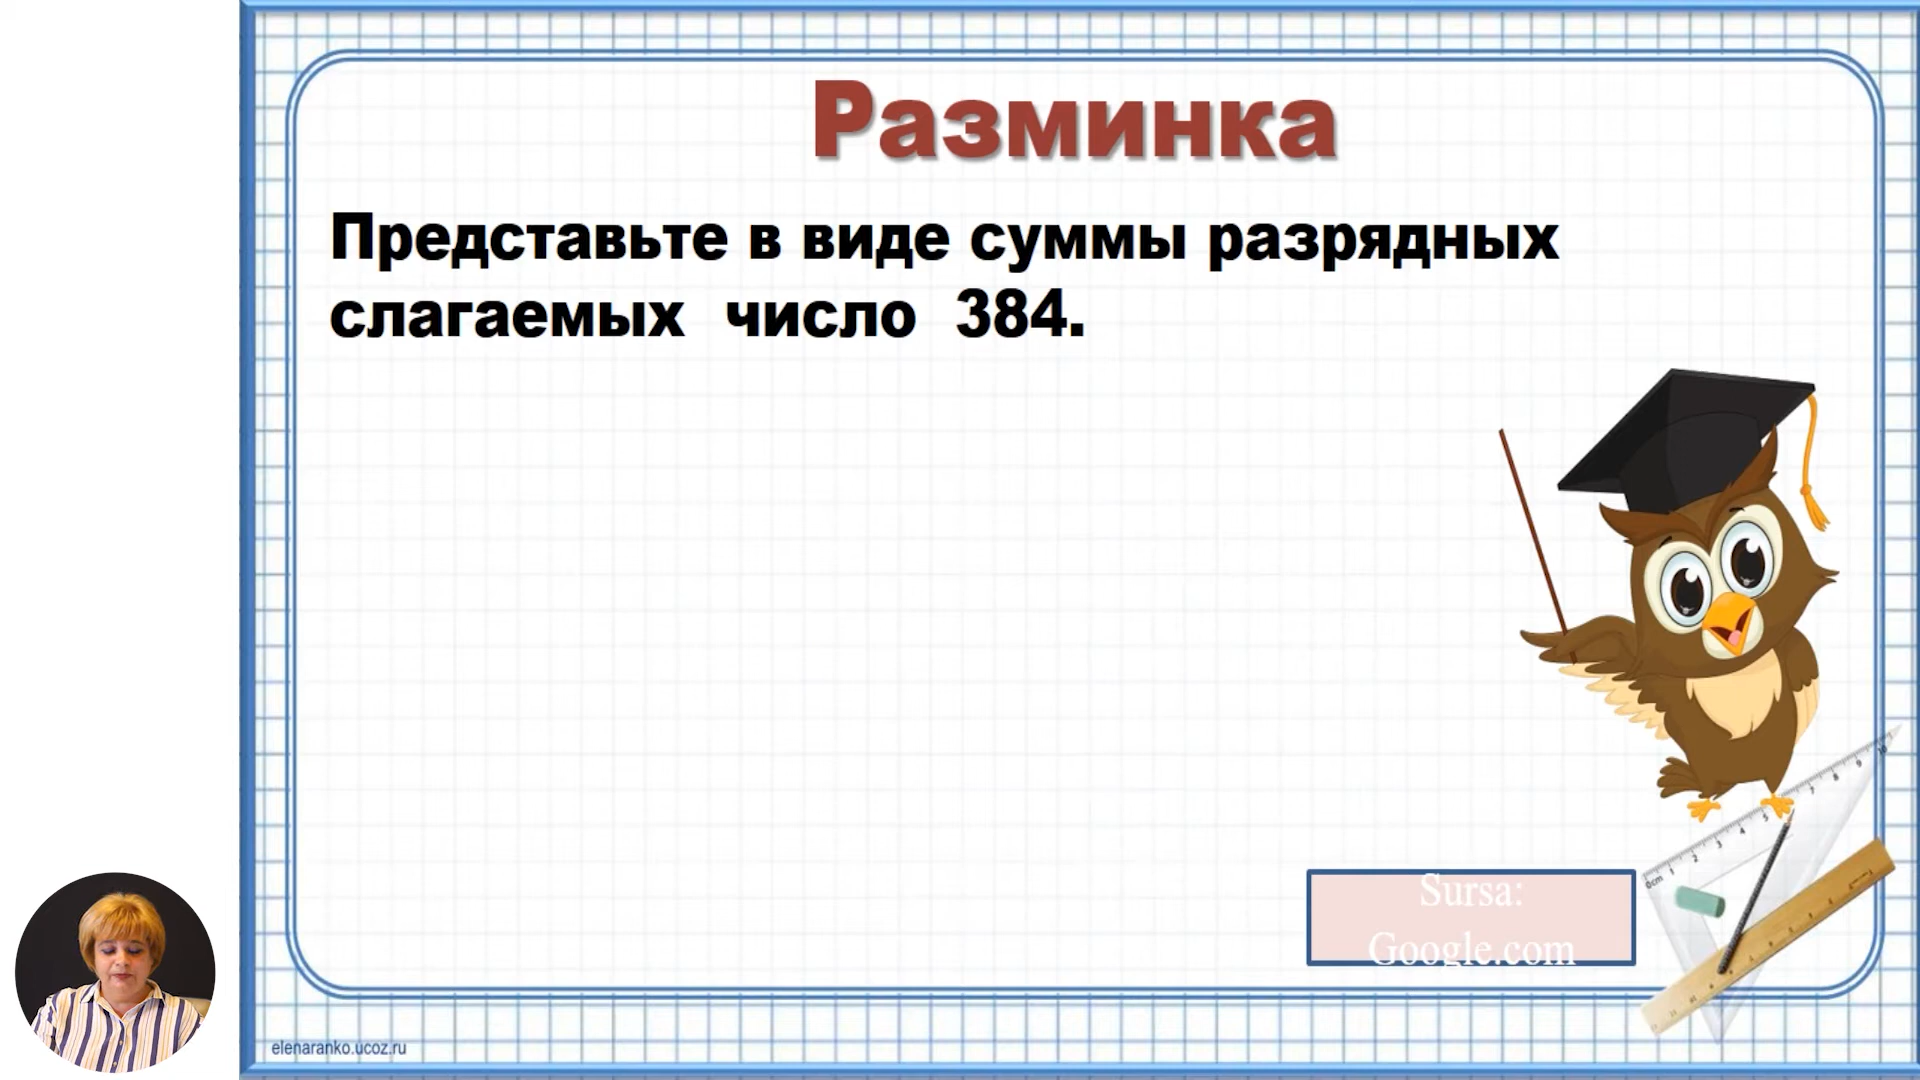 Разминка
Представьте в виде суммы разрядных
слагаемых число 384.
Sursa:
Google.com
elenaranko.ucoz.ru